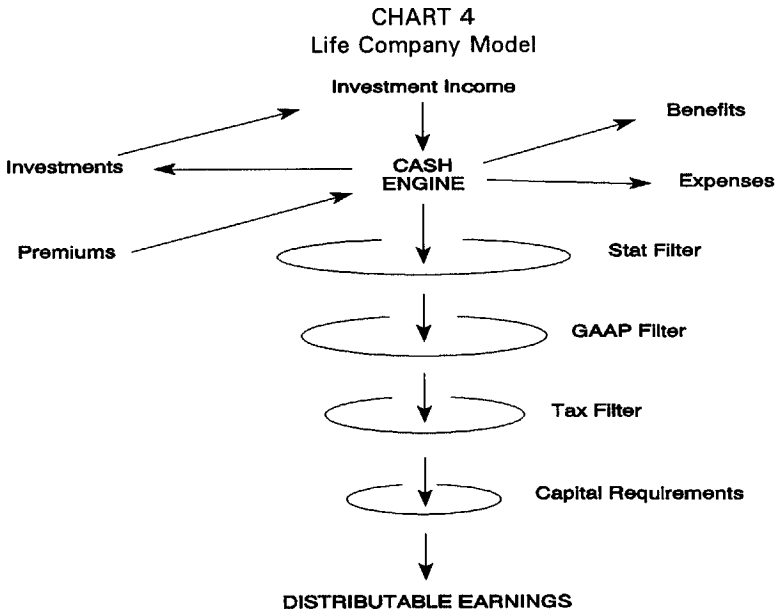 CHART 4
Life Company Model
Investment Income
Benefits
Investments
CASH
ENGINE
Expenses
Premiums
Stat Filter
GAAP Filter
Tax Filter
Capital Requirements
DISTRIBUTABLE EARNINGS